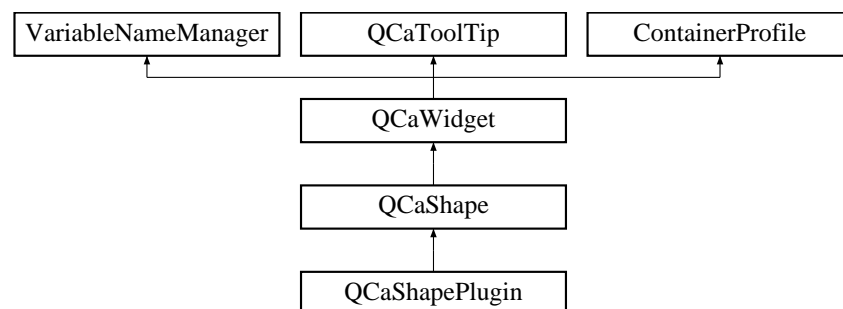 VariableNameManager
QCaToolTip
ContainerProfile
QCaWidget
QCaShape
QCaShapePlugin